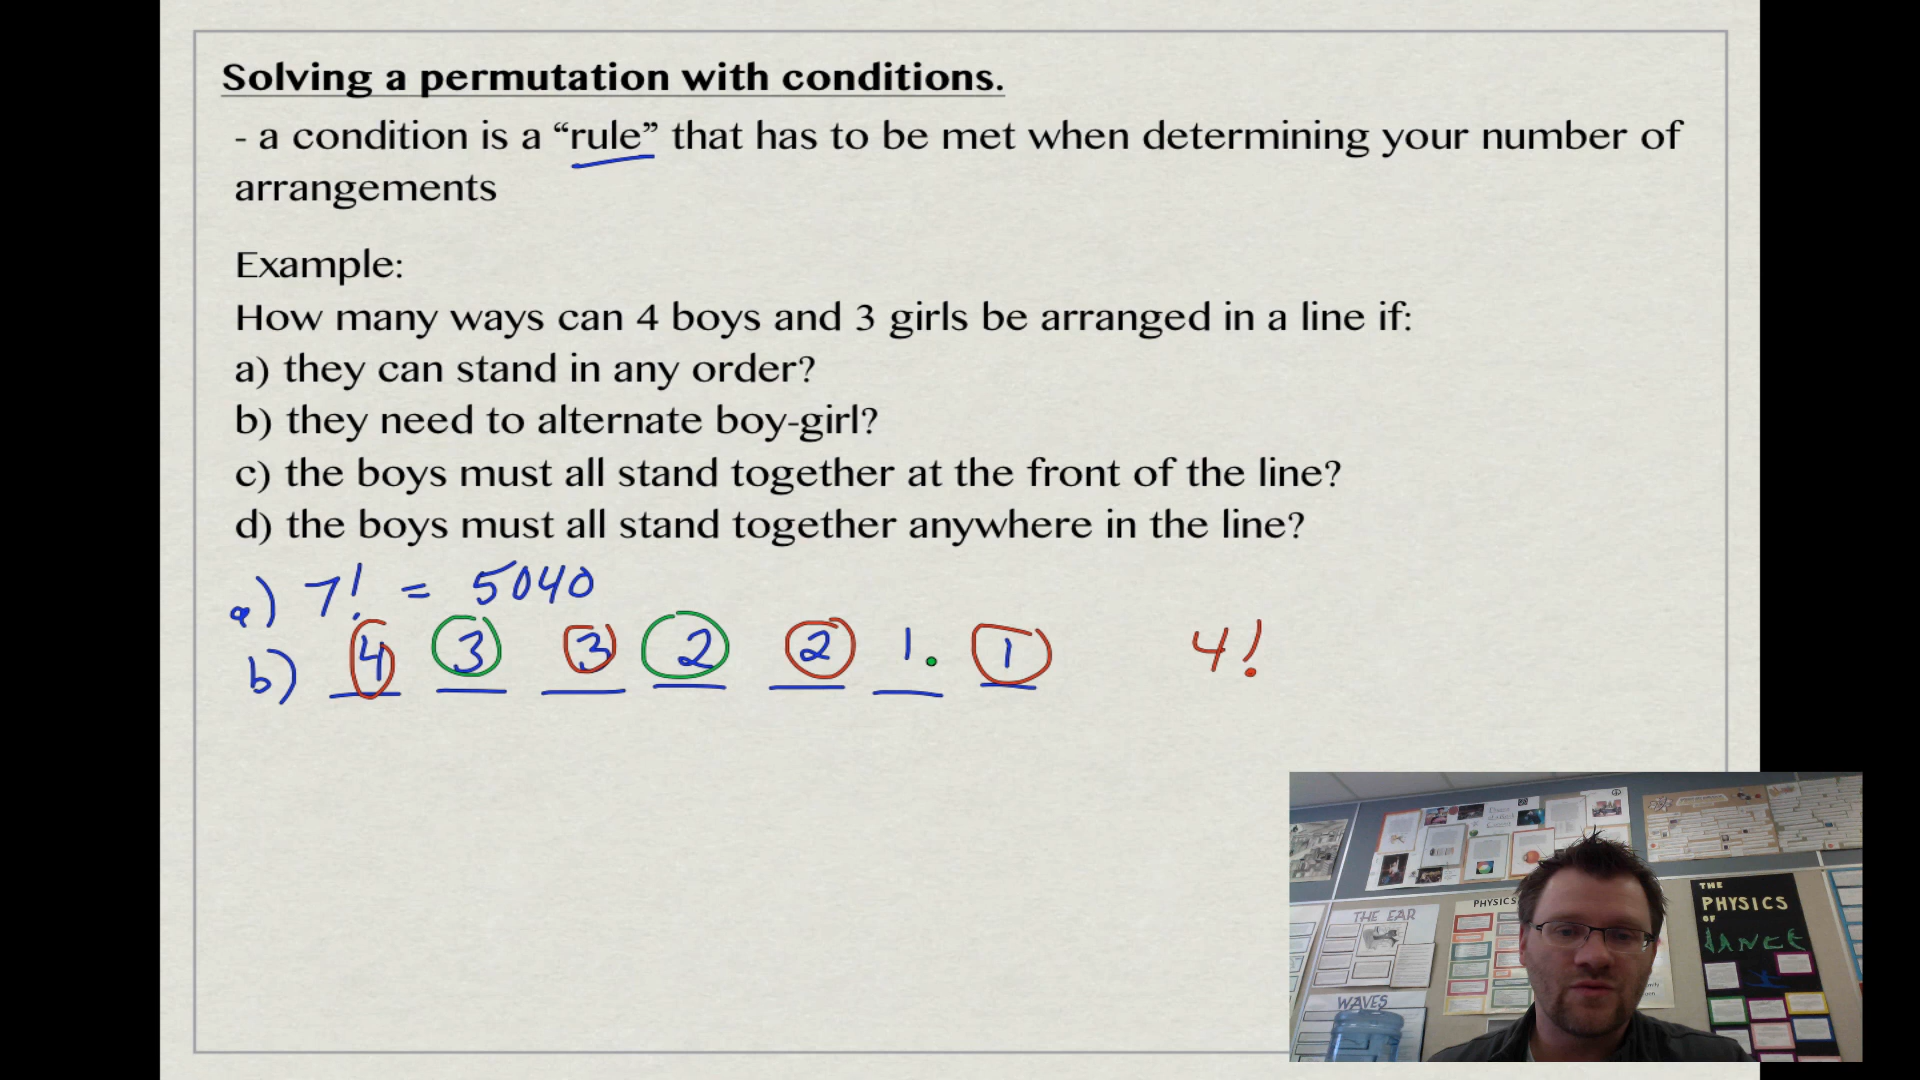 Solving a permutation with conditions.
- a condition is a “rule” that has to be met when determining your number of
arrangements
Example:
How many ways can 4 boys and 3 girls be arranged in a line if:
a) they can stand in any order?
b) they need to alternate boy-girl?
c) the boys must all stand together at the front of the line?
d) the boys must all stand together anywhere in the line?
a) 7! = 5040
b) 4 3 3 2 2 1 . 1 4!
THE EAR
WAVES
PHYSICS
THE
PHYSICS
OF
DANCE